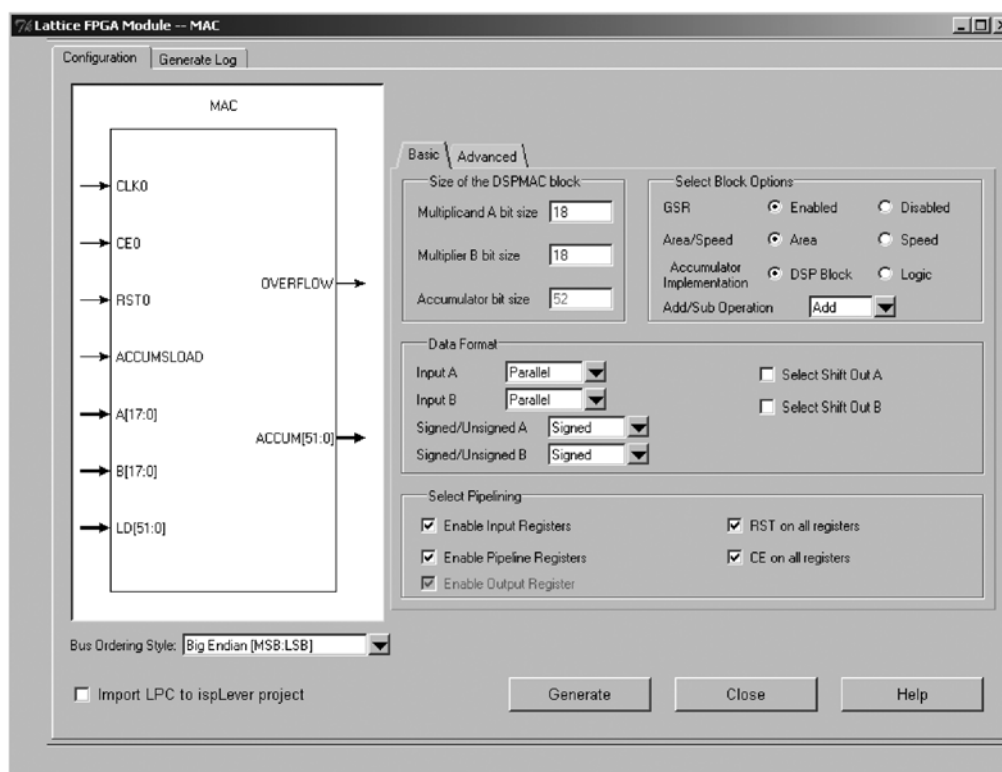 Lattice FPGA Module -- MAC
Configuration
Generate Log
MAC
CLK0
CE0
RST0
ACCUMSLOAD
A[17:0]
B[17:0]
LD[51:0]
OVERFLOW
ACCUM[51:0]
Bus Ordering Style: Big Endian [MSB:LSB]
Import LPC to ispLever project
Basic
Advanced
Size of the DSPMAC block
Multiplicand A bit size 18
Multiplier B bit size 18
Accumulator bit size 52
Select Block Options
GSR Enabled Disabled
Area/Speed Area Speed
Accumulator
Implementation DSP Block Logic
Add/Sub Operation Add
Data Format
Input A Parallel
Input B Parallel
Signed/Unsigned A Signed
Signed/Unsigned B Signed
Select Shift Out A
Select Shift Out B
Select Pipelining
Enable Input Registers
Enable Pipeline Registers
Enable Output Register
RST on all registers
CE on all registers
Generate
Close
Help